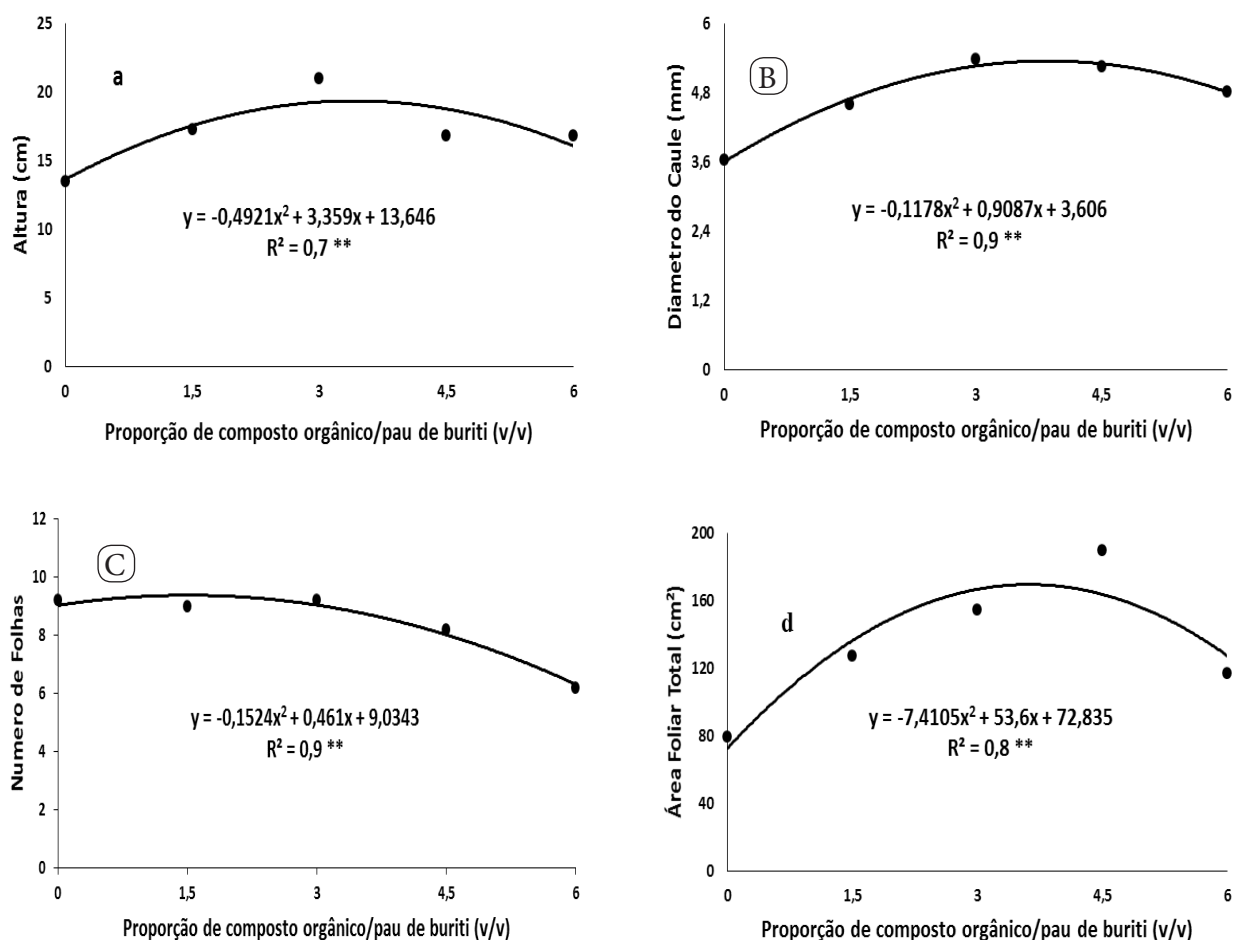 25
20
15
10
5
0
Altura (cm)
a
y = -0,4921x² + 3,359x + 13,646
R² = 0,7 **
0 1,5 3 4,5 6
Proporção de composto orgânico/pau de buriti (v/v)
6
4,8
3,6
2,4
1,2
0
Diametro do Caule (mm)
B
y = -0,1178x² + 0,9087x + 3,606
R² = 0,9 **
0 1,5 3 4,5 6
Proporção de composto orgânico/pau de buriti (v/v)
12
10
8
6
4
2
0
Numero de Folhas
C
y = -0,1524x² + 0,461x + 9,0343
R² = 0,9 **
0 1,5 3 4,5 6
Proporção de composto orgânico/pau de buriti (v/v)
200
160
120
80
40
0
Área Foliar Total (cm²)
d
y = -7,4105x² + 53,6x + 72,835
R² = 0,8 **
0 1,5 3 4,5 6
Proporção de composto orgânico/pau de buriti (v/v)